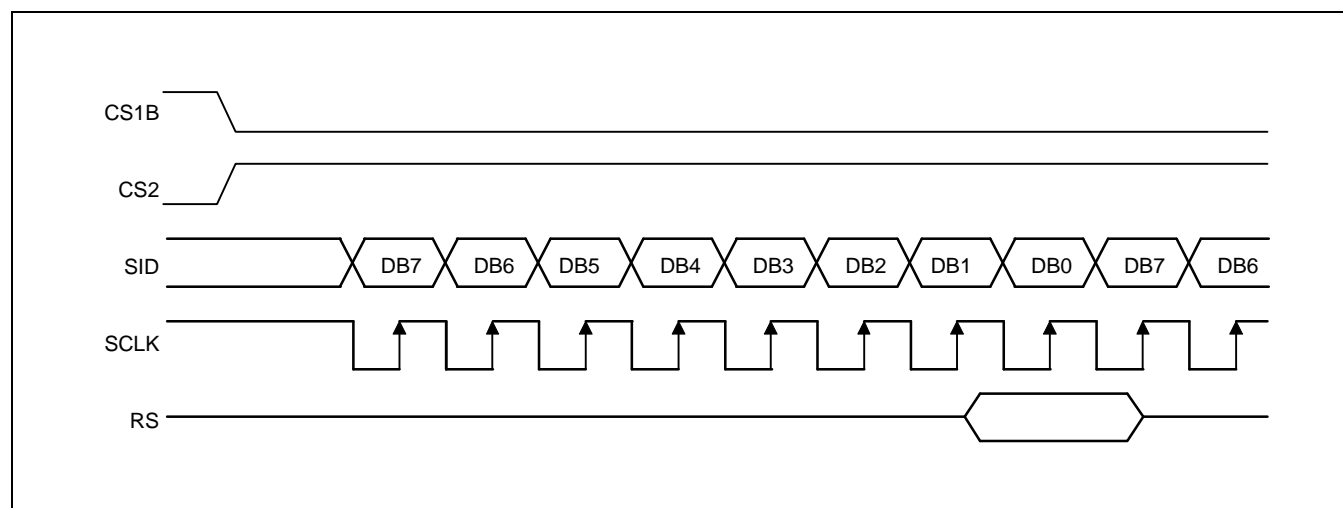 CS1B
CS2
SID DB7 DB6 DB5 DB4 DB3 DB2 DB1 DB0 DB7 DB6
SCLK
RS